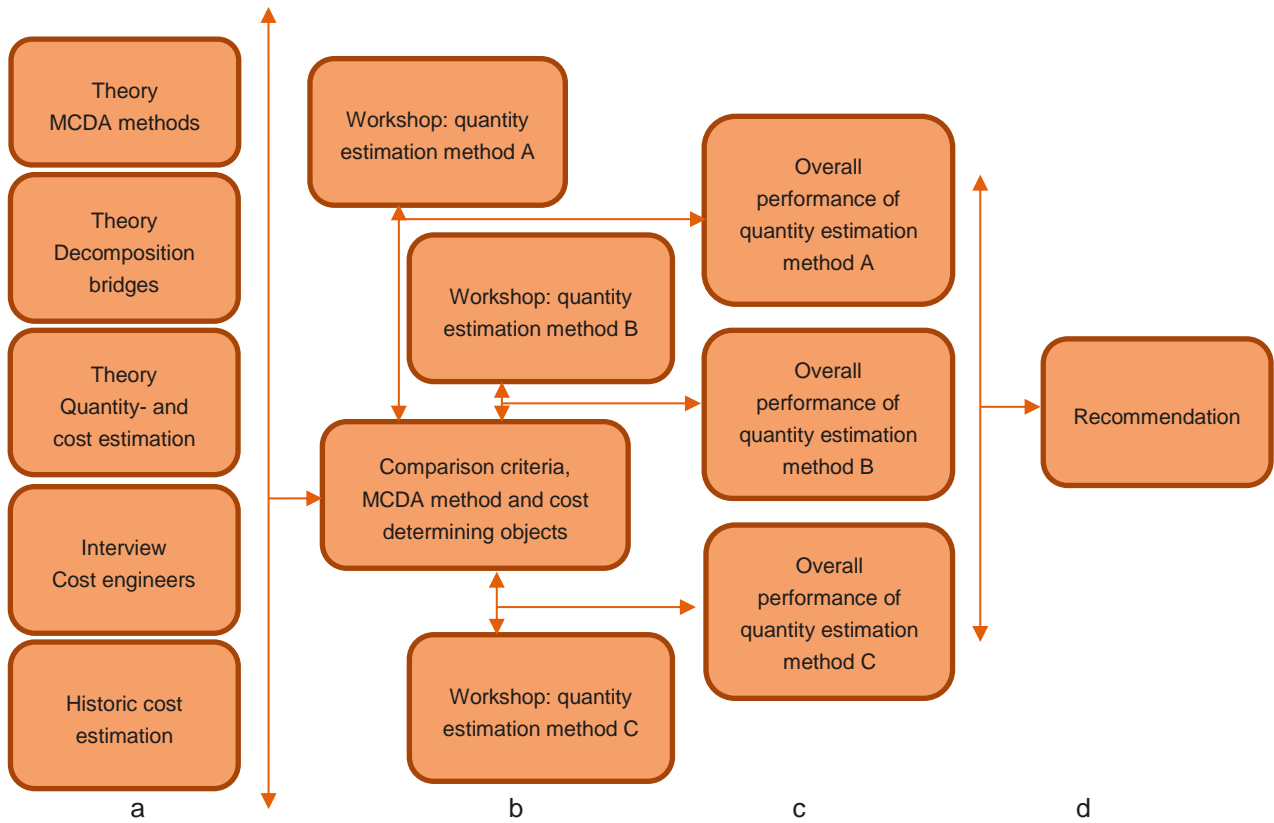 Theory
MCDA methods
Theory
Decomposition
bridges
Theory
Quantity- and
cost estimation
Interview
Cost engineers
Historic cost
estimation
Workshop: quantity
estimation method A
Workshop: quantity
estimation method B
Comparison criteria,
MCDA method and cost
determining objects
Workshop: quantity
estimation method C
Overall
performance of
quantity estimation
method A
Overall
performance of
quantity estimation
method B
Overall
performance of
quantity estimation
method C
Recommendation
a
b
c
d